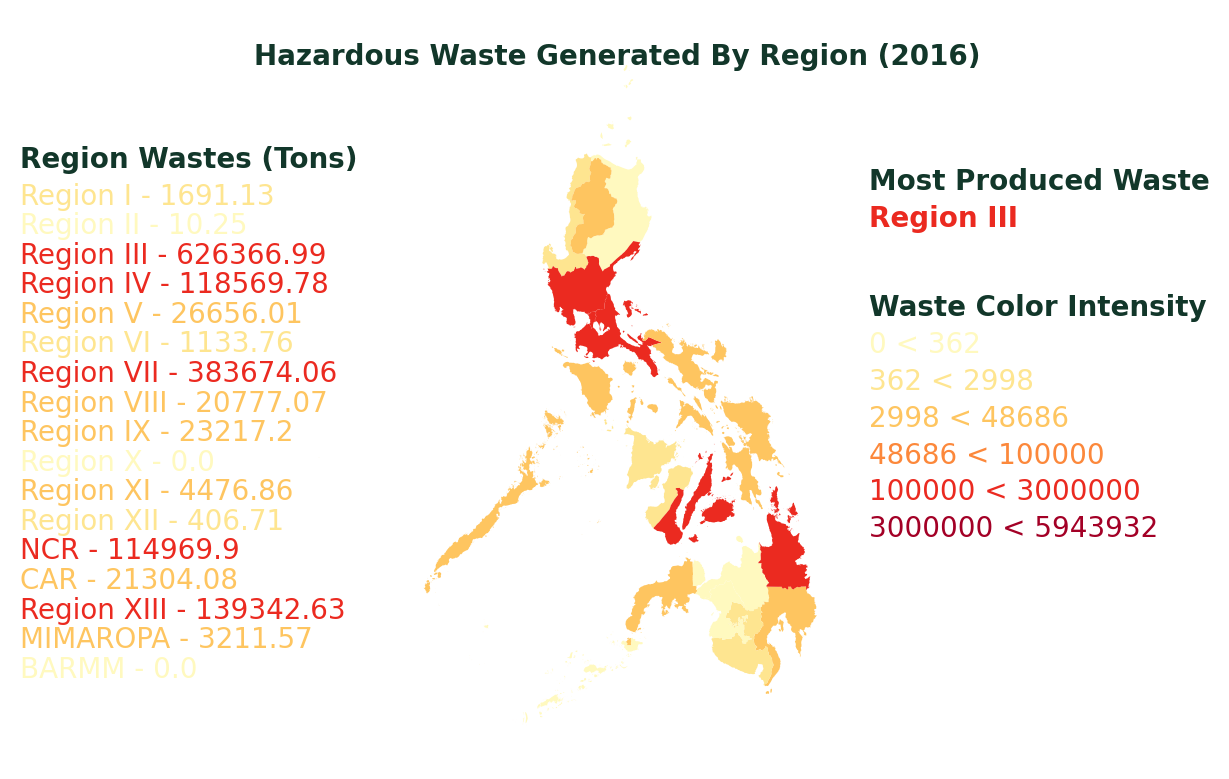 Hazardous Waste Generated By Region (2016)
Region Wastes (Tons)
Region I - 1691.13
Region II - 10.25
Region III - 626366.99
Region IV - 118569.78
Region V - 26656.01
Region VI - 1133.76
Region VII - 383674.06
Region VIII - 20777.07
Region IX - 23217.2
Region X - 0.0
Region XI - 4476.86
Region XII - 406.71
NCR - 114969.9
CAR - 21304.08
Region XIII - 139342.63
MIMAROPA - 3211.57
BARMM - 0.0
Most Produced Waste
Region III
Waste Color Intensity
0 < 362
362 < 2998
2998 < 48686
48686 < 100000
100000 < 3000000
3000000 < 5943932